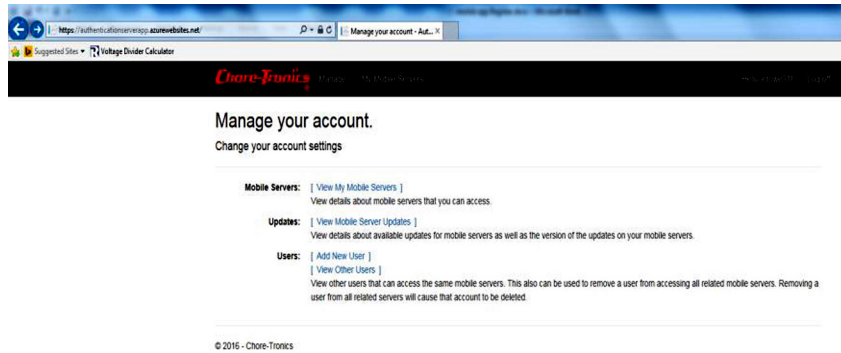 https://authenticationserverapp.azurewebsites.net/
Manage your account - Aut...
Suggested Sites
Voltage Divider Calculator
Chore-Tronics
Manage your account.
Change your account settings
Mobile Servers: [ View My Mobile Servers ]
View details about mobile servers that you can access.
Updates: [ View Mobile Server Updates ]
View details about available updates for mobile servers as well as the version of the updates on your mobile servers.
Users: [ Add New User ]
[ View Other Users ]
View other users that can access the same mobile servers. This also can be used to remove a user from accessing all related mobile servers. Removing a
user from all related servers will cause that account to be deleted.
© 2016 - Chore-Tronics